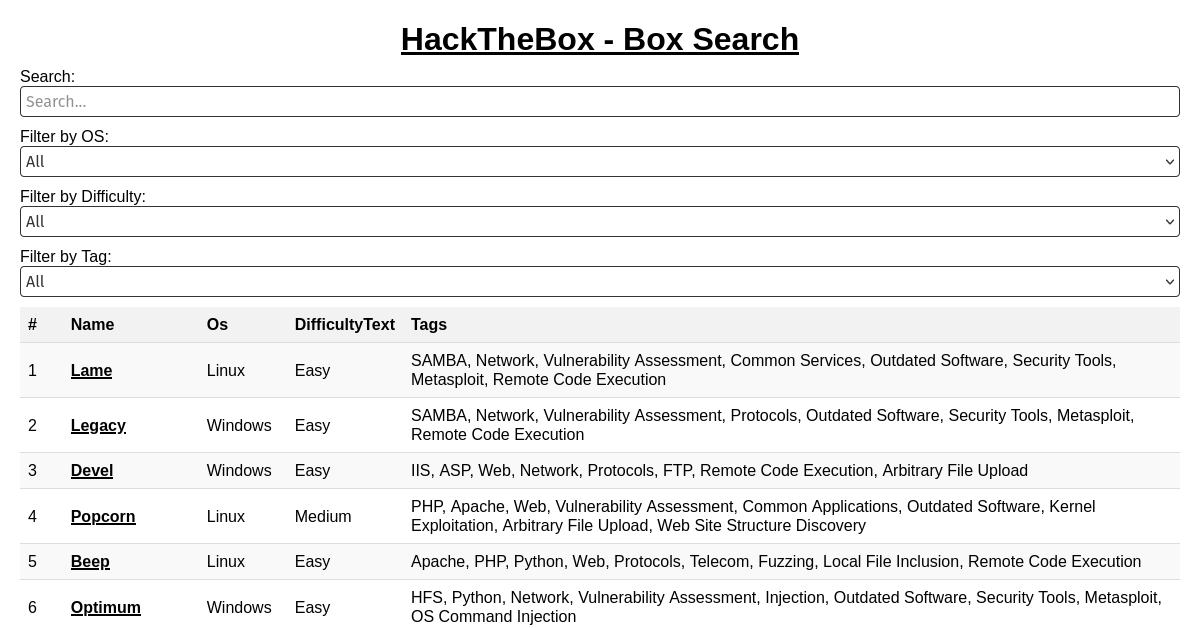 HackTheBox - Box Search
Search:
Search...
Filter by OS:
All
Filter by Difficulty:
All
Filter by Tag:
All
# Name Os DifficultyText Tags
1 Lame Linux Easy SAMBA, Network, Vulnerability Assessment, Common Services, Outdated Software, Security Tools,
Metasploit, Remote Code Execution
2 Legacy Windows Easy SAMBA, Network, Vulnerability Assessment, Protocols, Outdated Software, Security Tools, Metasploit,
Remote Code Execution
3 Devel Windows Easy IIS, ASP, Web, Network, Protocols, FTP, Remote Code Execution, Arbitrary File Upload
4 Popcorn Linux Medium PHP, Apache, Web, Vulnerability Assessment, Common Applications, Outdated Software, Kernel
Exploitation, Arbitrary File Upload, Web Site Structure Discovery
5 Beep Linux Easy Apache, PHP, Python, Web, Protocols, Telecom, Fuzzing, Local File Inclusion, Remote Code Execution
6 Optimum Windows Easy HFS, Python, Network, Vulnerability Assessment, Injection, Outdated Software, Security Tools, Metasploit,
OS Command Injection